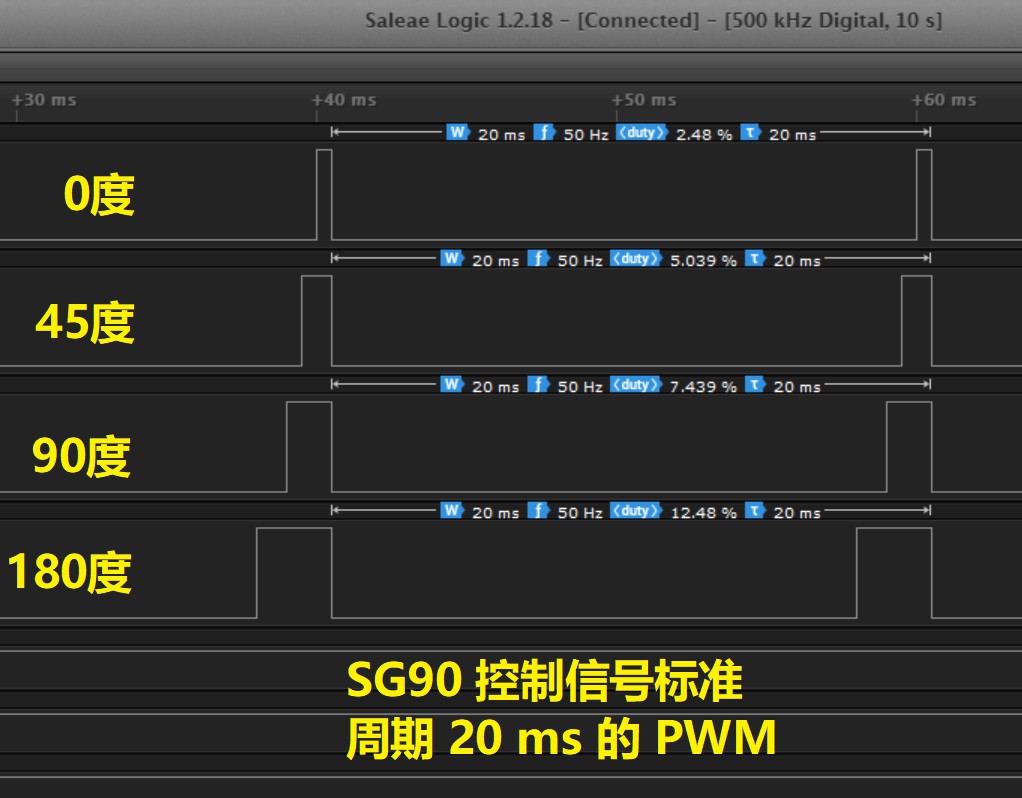 Saleae Logic 1.2.18 - [Connected] - [500 kHz Digital, 10 s]
+30 ms +40 ms +50 ms +60 ms
W 20 ms f 50 Hz ⟨duty⟩ 2.48 % τ 20 ms
0度
W 20 ms f 50 Hz ⟨duty⟩ 5.039 % τ 20 ms
45度
W 20 ms f 50 Hz ⟨duty⟩ 7.439 % τ 20 ms
90度
W 20 ms f 50 Hz ⟨duty⟩ 12.48 % τ 20 ms
180度
SG90 控制信号标准
周期 20 ms 的 PWM